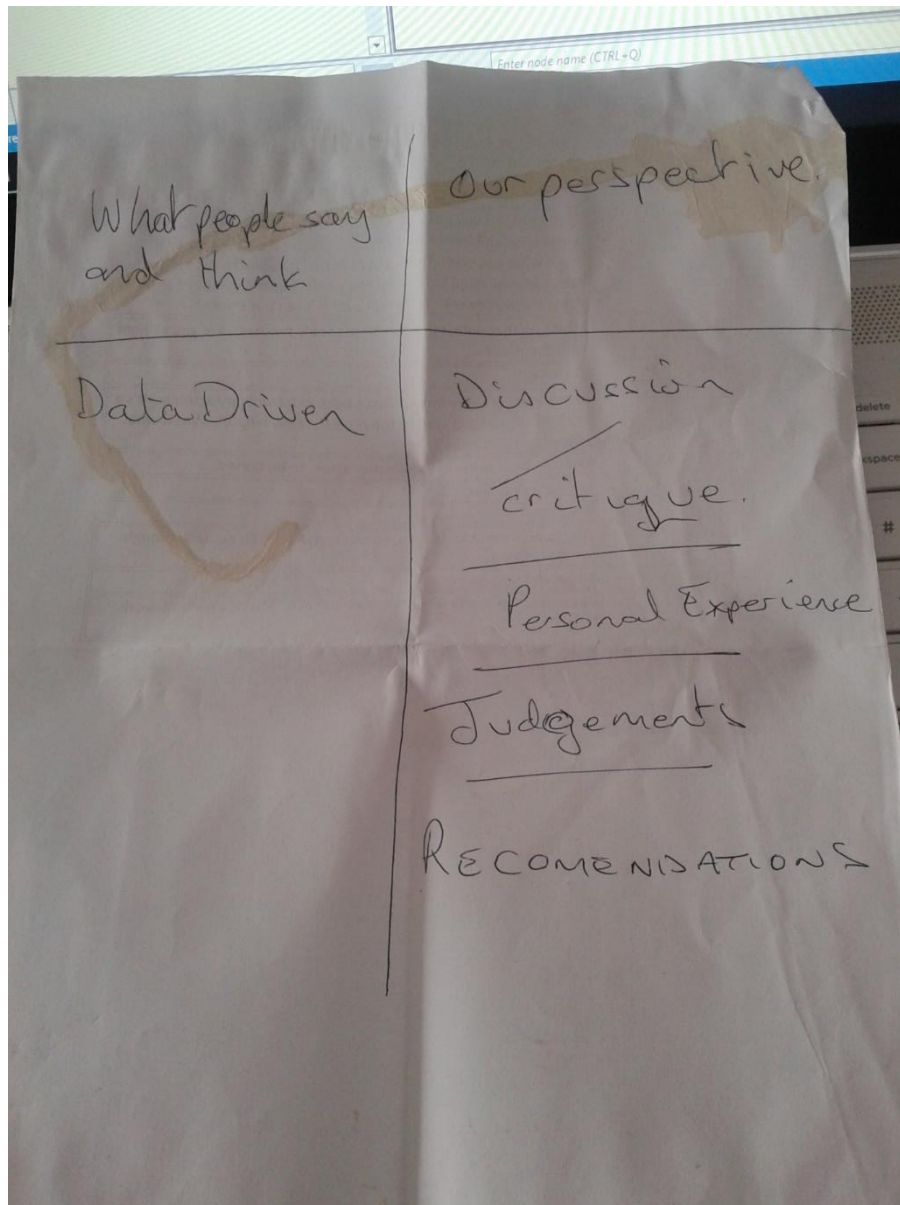 Enter node name (CTRL+Q)
What people say
and think
Our perspective.
Data Driven
Discussion
critique.
Personal Experience
Judgements
RECOMENDATIONS
delete
#